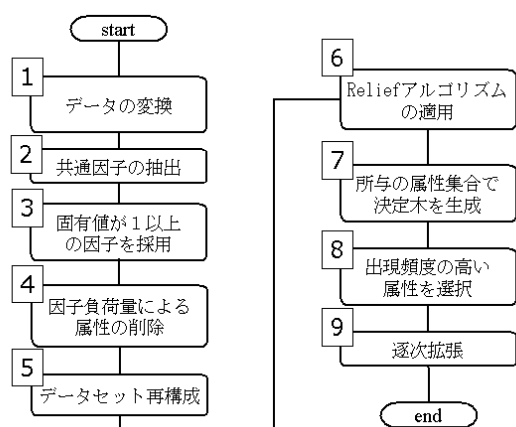 start
1
データの変換
2
共通因子の抽出
3
固有値が１以上
の因子を採用
4
因子負荷量による
属性の削除
5
データセット再構成
6
Reliefアルゴリズム
の適用
7
所与の属性集合で
決定木を生成
8
出現頻度の高い
属性を選択
9
逐次拡張
end